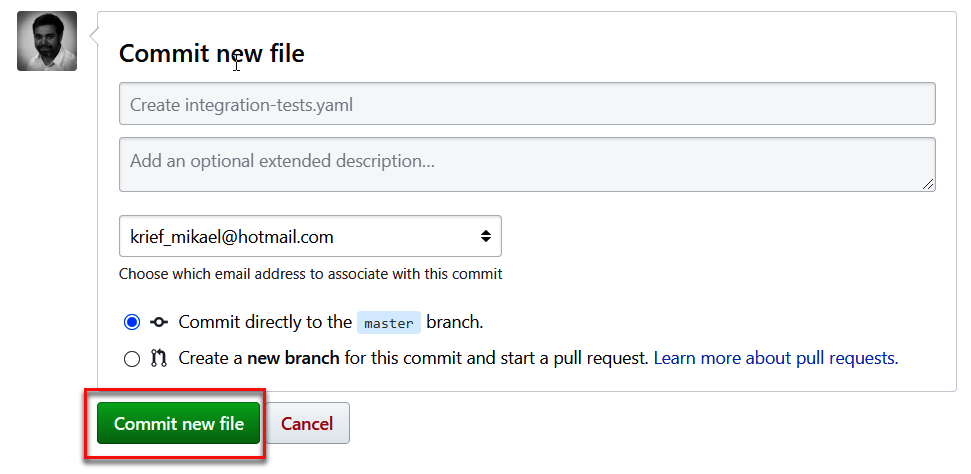 Commit new file
Create integration-tests.yaml
Add an optional extended description...
krief_mikael@hotmail.com
Choose which email address to associate with this commit
Commit directly to the master branch.
Create a new branch for this commit and start a pull request. Learn more about pull requests.
Commit new file Cancel